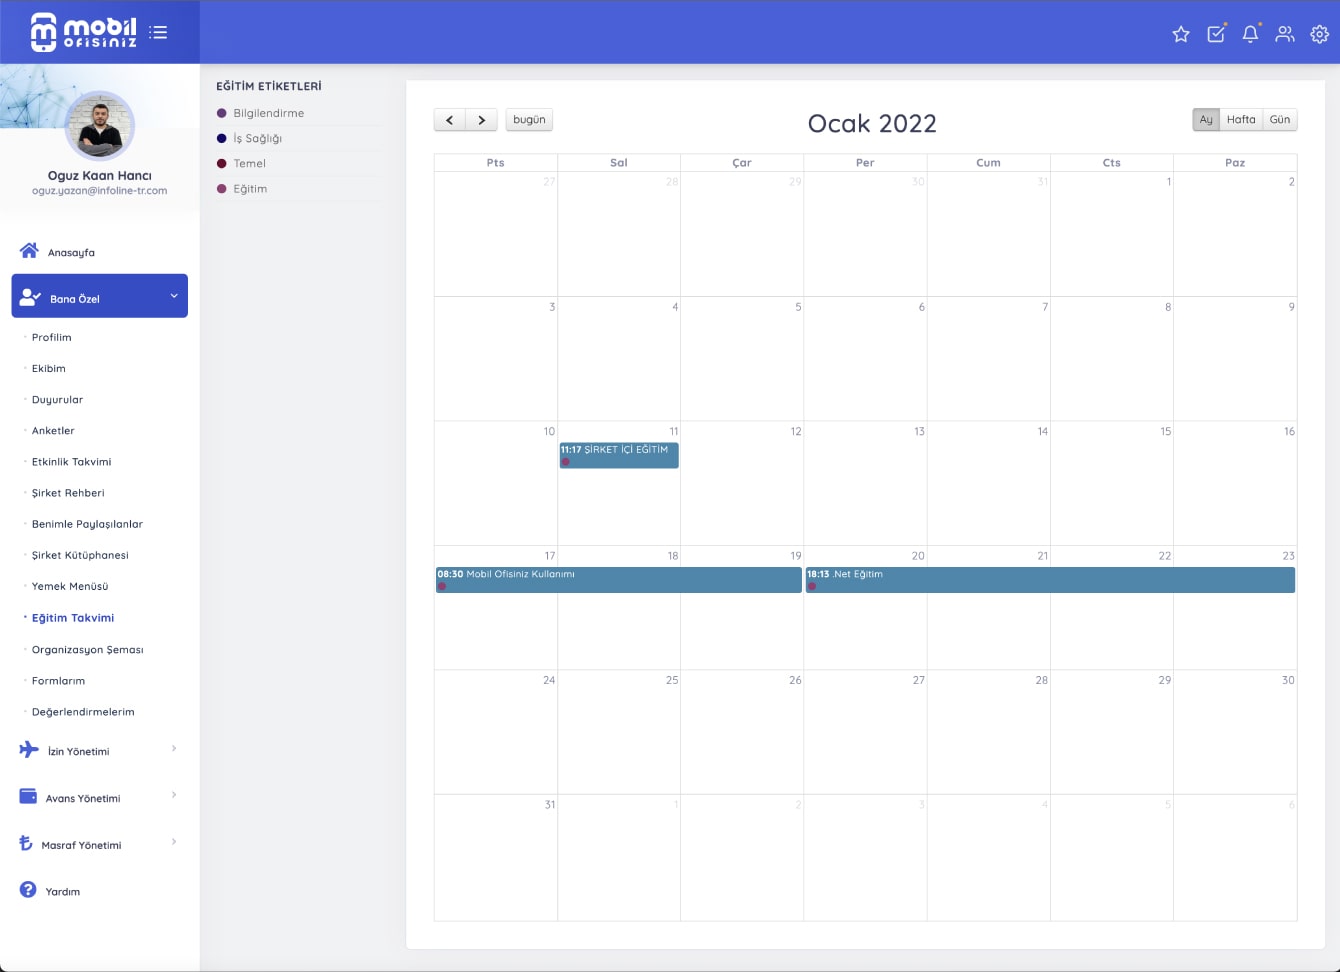 mobil
ofisiniz
Oguz Kaan Hancı
oguz.yazan@infoline-tr.com
Anasayfa
Bana Özel
Profilim
Ekibim
Duyurular
Anketler
Etkinlik Takvimi
Şirket Rehberi
Benimle Paylaşılanlar
Şirket Kütüphanesi
Yemek Menüsü
Eğitim Takvimi
Organizasyon Şeması
Formlarım
Değerlendirmelerim
İzin Yönetimi
Avans Yönetimi
Masraf Yönetimi
Yardım
EĞİTİM ETİKETLERİ
Bilgilendirme
İş Sağlığı
Temel
Eğitim
bugün
Ocak 2022
Ay Hafta Gün
Pts Sal Çar Per Cum Cts Paz
27 28 29 30 31 1 2
3 4 5 6 7 8 9
10 11 12 13 14 15 16
11:17 ŞİRKET İÇİ EĞİTİM
17 18 19 20 21 22 23
08:30 Mobil Ofisiniz Kullanımı
18:13 .Net Eğitim
24 25 26 27 28 29 30
31 1 2 3 4 5 6